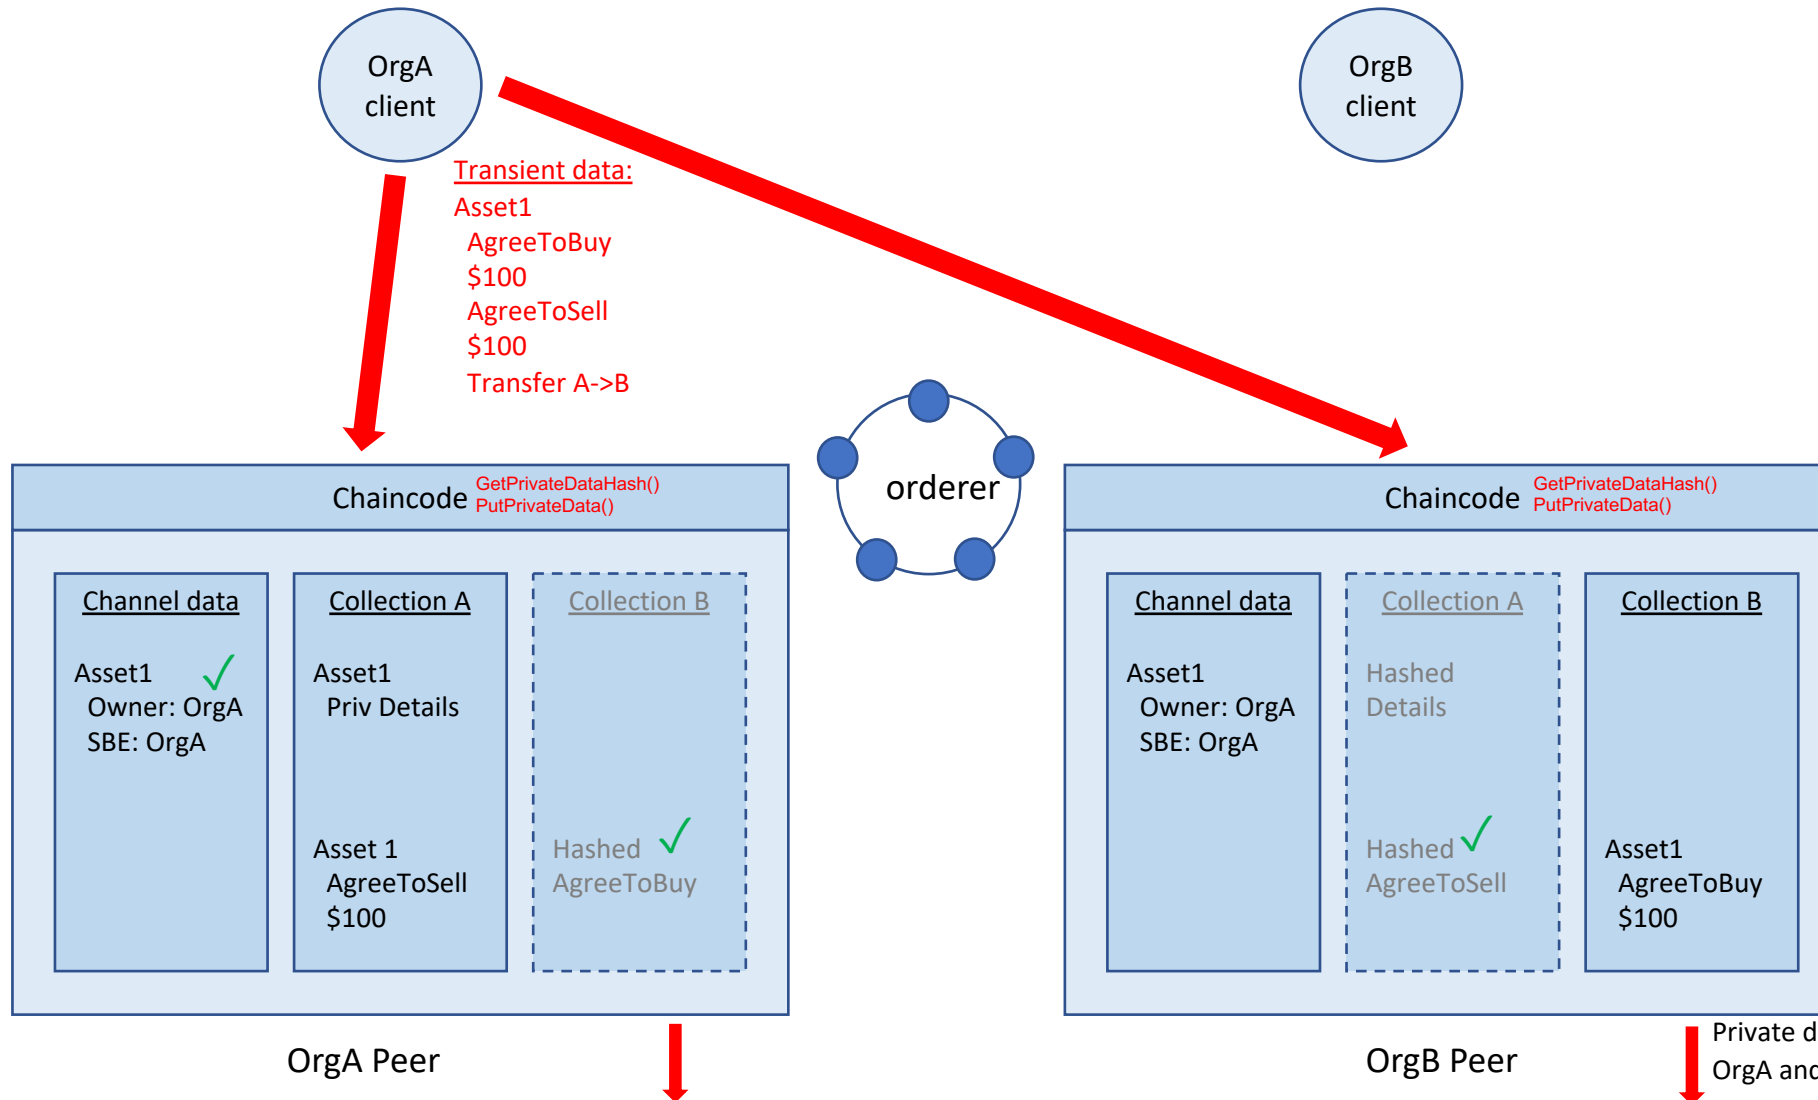 OrgA
client
OrgB
client
Transient data:
Asset1
AgreeToBuy
$100
AgreeToSell
$100
Transfer A->B
orderer
Chaincode GetPrivateDataHash()
PutPrivateData()
Channel data
Asset1
Owner: OrgA
SBE: OrgA
Collection A
Asset1
Priv Details
Asset 1
AgreeToSell
$100
Collection B
Hashed
AgreeToBuy
OrgA Peer
Chaincode GetPrivateDataHash()
PutPrivateData()
Channel data
Asset1
Owner: OrgA
SBE: OrgA
Collection A
Hashed
Details
Hashed
AgreeToSell
Collection B
Asset1
AgreeToBuy
$100
OrgB Peer
Private
OrgA